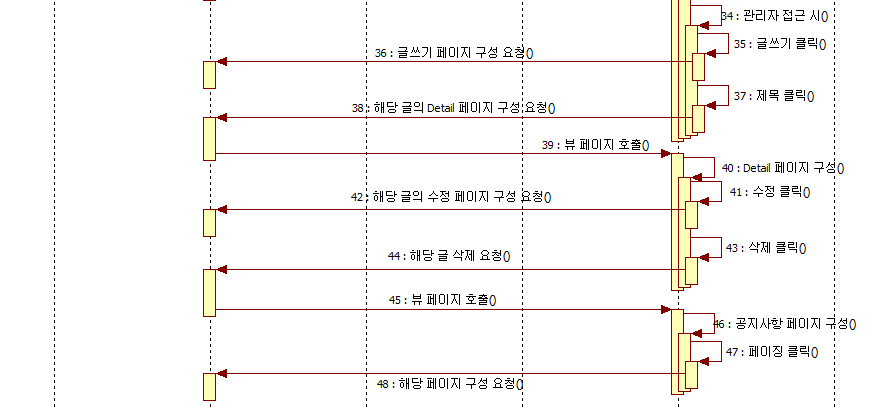 34 : 관리자 접근 시()
35 : 글쓰기 클릭()
36 : 글쓰기 페이지 구성 요청()
37 : 제목 클릭()
38 : 해당 글의 Detail 페이지 구성 요청()
39 : 뷰 페이지 호출()
40 : Detail 페이지 구성()
41 : 수정 클릭()
42 : 해당 글의 수정 페이지 구성 요청()
43 : 삭제 클릭()
44 : 해당 글 삭제 요청()
45 : 뷰 페이지 호출()
46 : 공지사항 페이지 구성()
47 : 페이징 클릭()
48 : 해당 페이지 구성 요청()